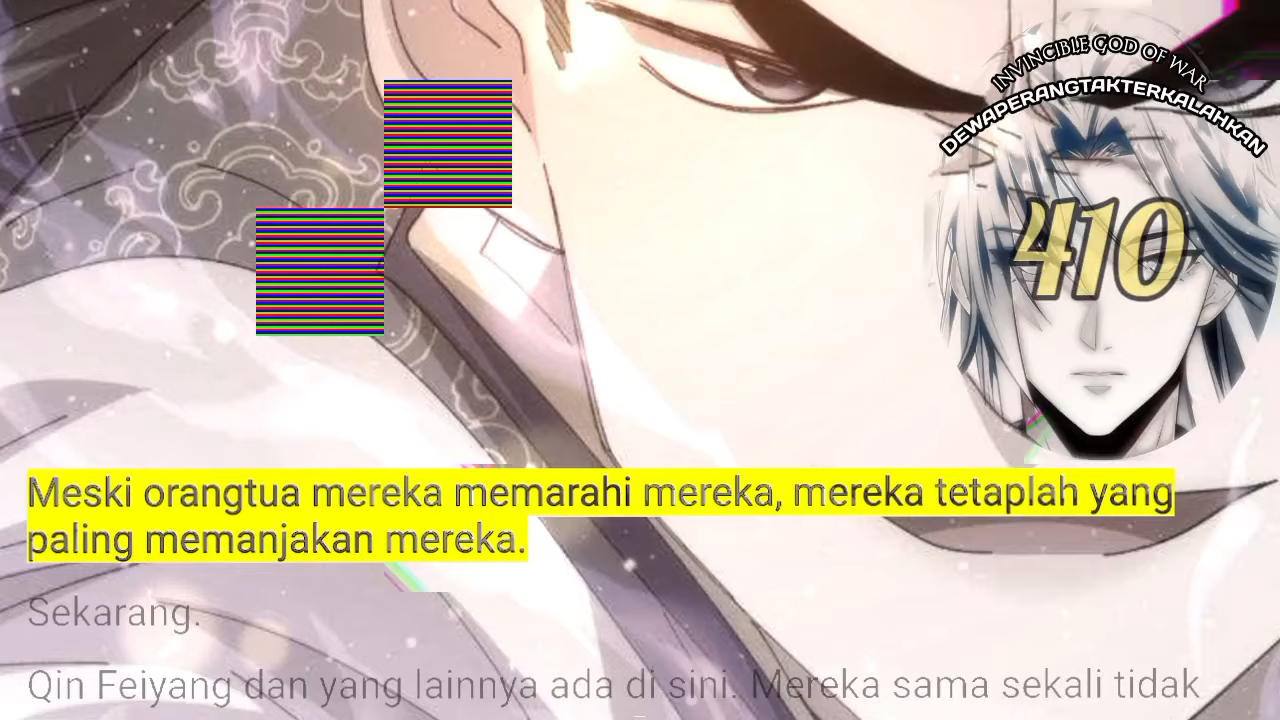 INVINCIBLE GOD OF WAR
DEWAPERANGTAKTERKALAHKAN
410
Meski orangtua mereka memarahi mereka, mereka tetaplah yang
paling memanjakan mereka.
Sekarang.
Qin Feiyang dan yang lainnya ada di sini. Mereka sama sekali tidak